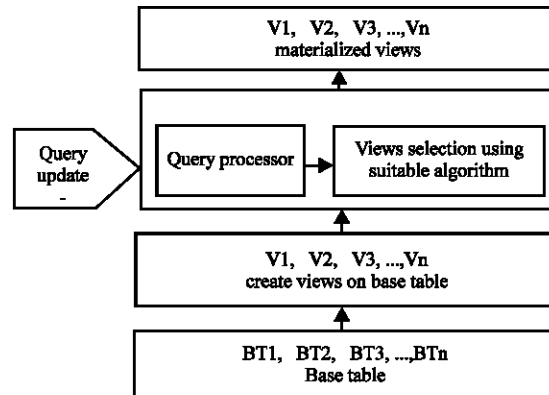 V1, V2, V3, ...,Vn
materialized views
Query
update
-
Query processor
Views selection using
suitable algorithm
V1, V2, V3, ...,Vn
create views on base table
BT1, BT2, BT3, ...,BTn
Base table